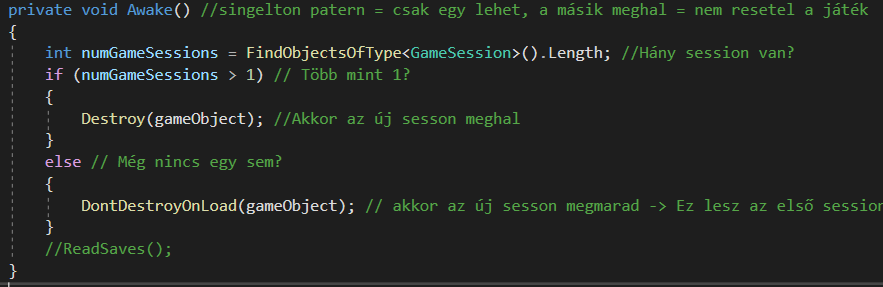 private void Awake() //singelton patern = csak egy lehet, a másik meghal = nem resetel a játék
{
int numGameSessions = FindObjectsOfType<GameSession>().Length; //Hány session van?
if (numGameSessions > 1) // Több mint 1?
{
Destroy(gameObject); //Akkor az új sesson meghal
}
else // Még nincs egy sem?
{
DontDestroyOnLoad(gameObject); // akkor az új sesson megmarad -> Ez lesz az első session
}
//ReadSaves();
}